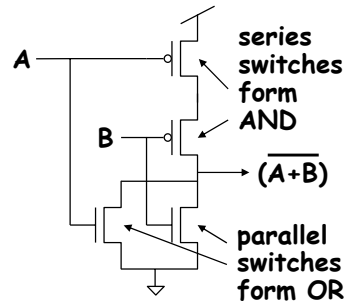 series
switches
form
AND
A
B
(A+B)
parallel
switches
form OR